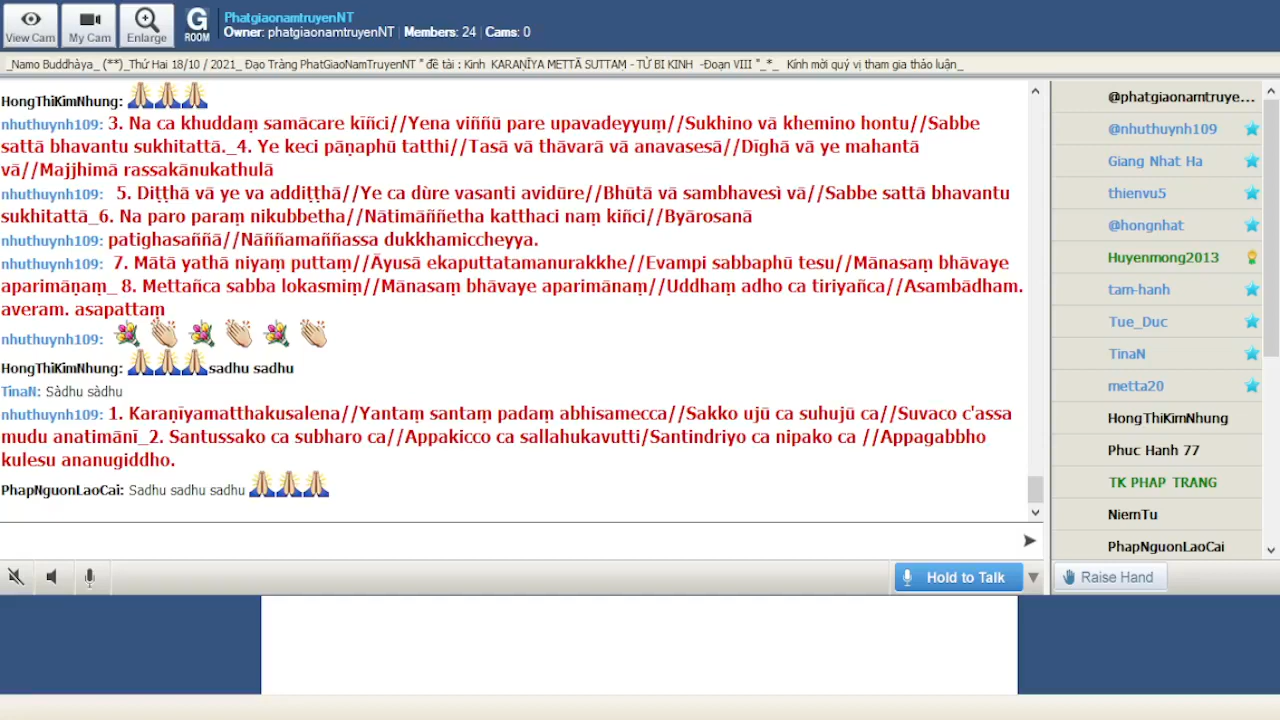 View Cam
My Cam
Enlarge
G
ROOM
PhatgiaonamtruyenNT
Owner: phatgiaonamtruyenNT | Members: 24 | Cams: 0
_Namo Buddhàya_ (**)_Thứ Hai 18/10 / 2021_ Đạo Tràng PhatGiaoNamTruyenNT " đề tài : Kinh KARAṆĪYA METTĀ SUTTAM - TỪ BI KINH -Đoạn VIII "_*_ Kính mời quý vị tham gia thảo luận_
HongThiKimNhung:
nhuthuynh109: 3. Na ca khuddaṃ samācare kīñci//Yena viññū pare upavadeyyuṃ//Sukhino vā khemino hontu//Sabbe
sattā bhavantu sukhitattā._4. Ye keci pāṇaphū tatthi//Tasā vā thāvarā vā anavasesā//Dīghā vā ye mahantā
vā//Majjhimā rassakānukathulā
nhuthuynh109: 5. Diṭṭhā vā ye va addiṭṭhā//Ye ca dùre vasanti avidūre//Bhūtā vā sambhavesì vā//Sabbe sattā bhavantu
sukhitattā_6. Na paro paraṃ nikubbetha//Nātimāññetha katthaci naṃ kiñci//Byārosanā
nhuthuynh109: patighasaññā//Nāññamaññassa dukkhamiccheyya.
nhuthuynh109: 7. Mātā yathā niyaṃ puttaṃ//Āyusā ekaputtatamanurakkhe//Evampi sabbaphū tesu//Mānasaṃ bhāvaye
aparimāṇaṃ_ 8. Mettañca sabba lokasmiṃ//Mānasaṃ bhāvaye aparimānaṃ//Uddhaṃ adho ca tiriyañca//Asambādham.
averam. asapattaṃ
nhuthuynh109:
HongThiKimNhung: sadhu sadhu
TinaN: Sàdhu sàdhu
nhuthuynh109: 1. Karaṇīyamatthakusalena//Yantaṃ santaṃ padaṃ abhisamecca//Sakko ujū ca suhujū ca//Suvaco c'assa
mudu anatimānī_2. Santussako ca subharo ca//Appakicco ca sallahukavutti/Santindriyo ca nipako ca //Appagabbho
kulesu ananugiddho.
PhapNguonLaoCai: Sadhu sadhu sadhu
@phatgiaonamtruye...
@nhuthuynh109
Giang Nhat Ha
thienvu5
@hongnhat
Huyenmong2013
tam-hanh
Tue_Duc
TinaN
metta20
HongThiKimNhung
Phuc Hanh 77
TK PHAP TRANG
NiemTu
PhapNguonLaoCai
Hold to Talk
Raise Hand